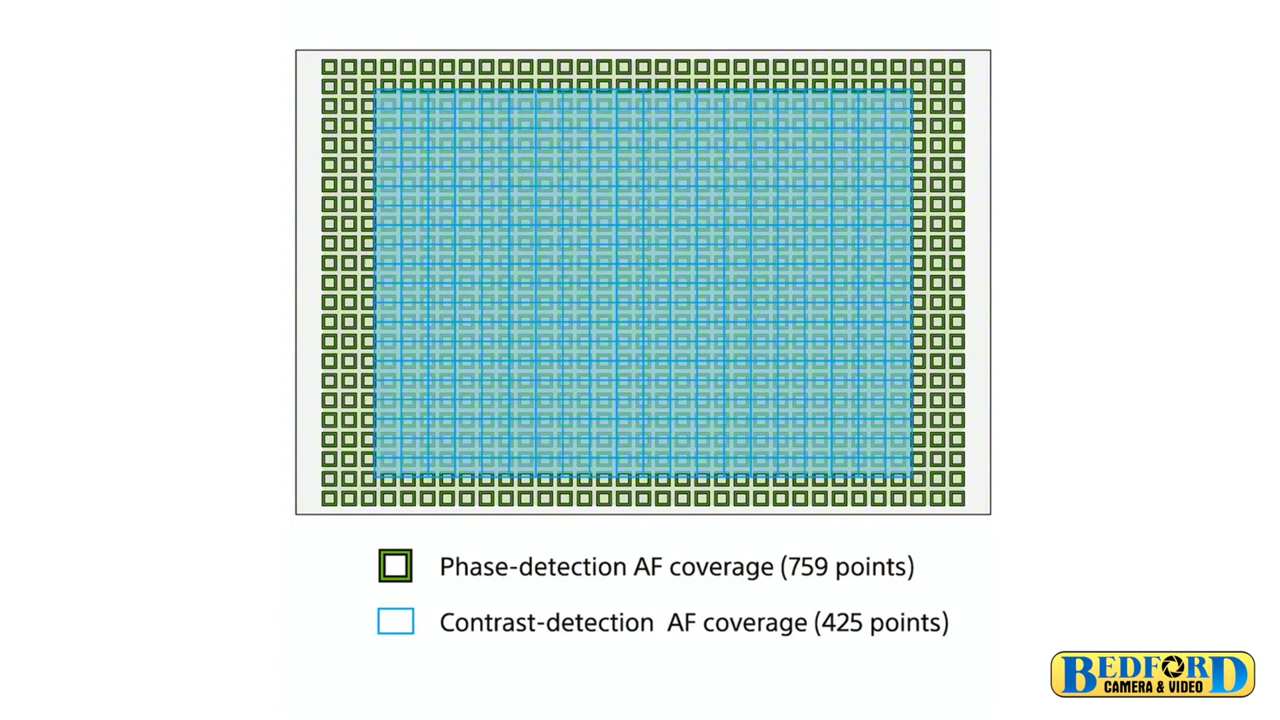 Phase-detection AF coverage (759 points)
Contrast-detection AF coverage (425 points)
BEDFORD
CAMERA & VIDEO